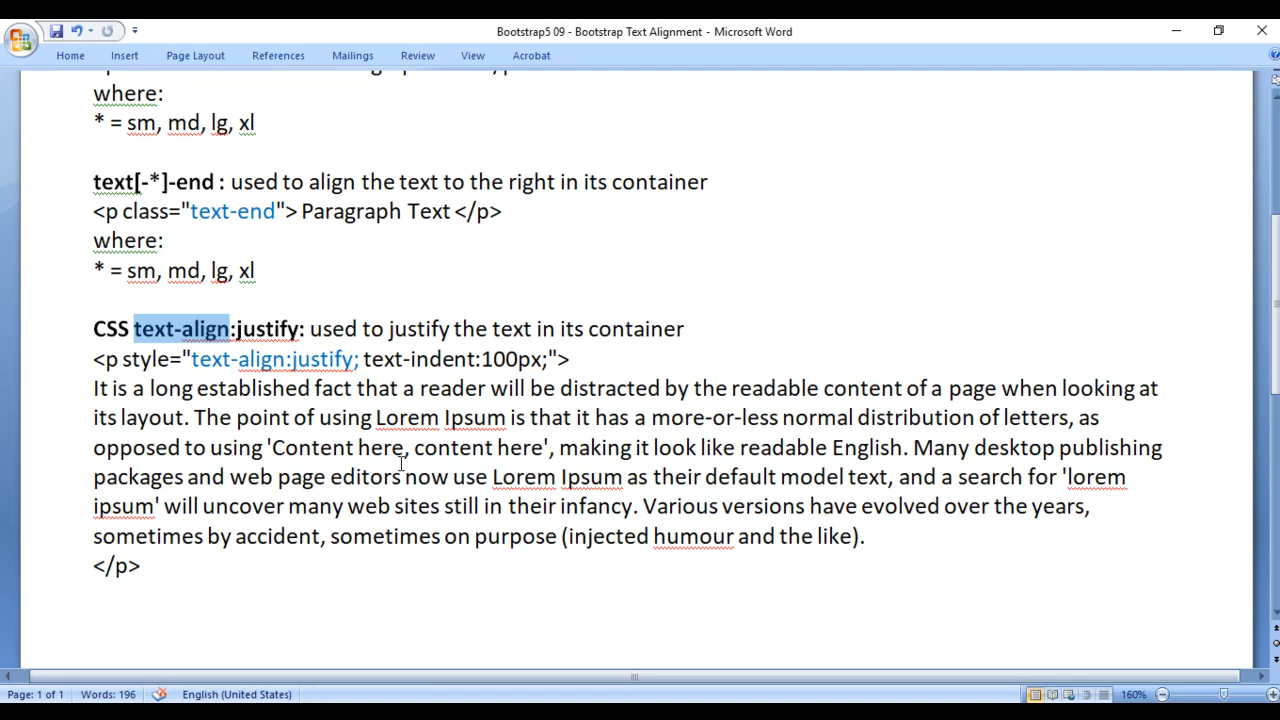 Bootstrap5 09 - Bootstrap Text Alignment - Microsoft Word
Home Insert Page Layout References Mailings Review View Acrobat
where:
* = sm, md, lg, xl
text[-*]-end : used to align the text to the right in its container
<p class="text-end"> Paragraph Text </p>
where:
* = sm, md, lg, xl
CSS text-align:justify: used to justify the text in its container
<p style="text-align:justify; text-indent:100px;">
It is a long established fact that a reader will be distracted by the readable content of a page when looking at
its layout. The point of using Lorem Ipsum is that it has a more-or-less normal distribution of letters, as
opposed to using 'Content here, content here', making it look like readable English. Many desktop publishing
packages and web page editors now use Lorem Ipsum as their default model text, and a search for 'lorem
ipsum' will uncover many web sites still in their infancy. Various versions have evolved over the years,
sometimes by accident, sometimes on purpose (injected humour and the like).
</p>
Page: 1 of 1 Words: 196 English (United States) 160%